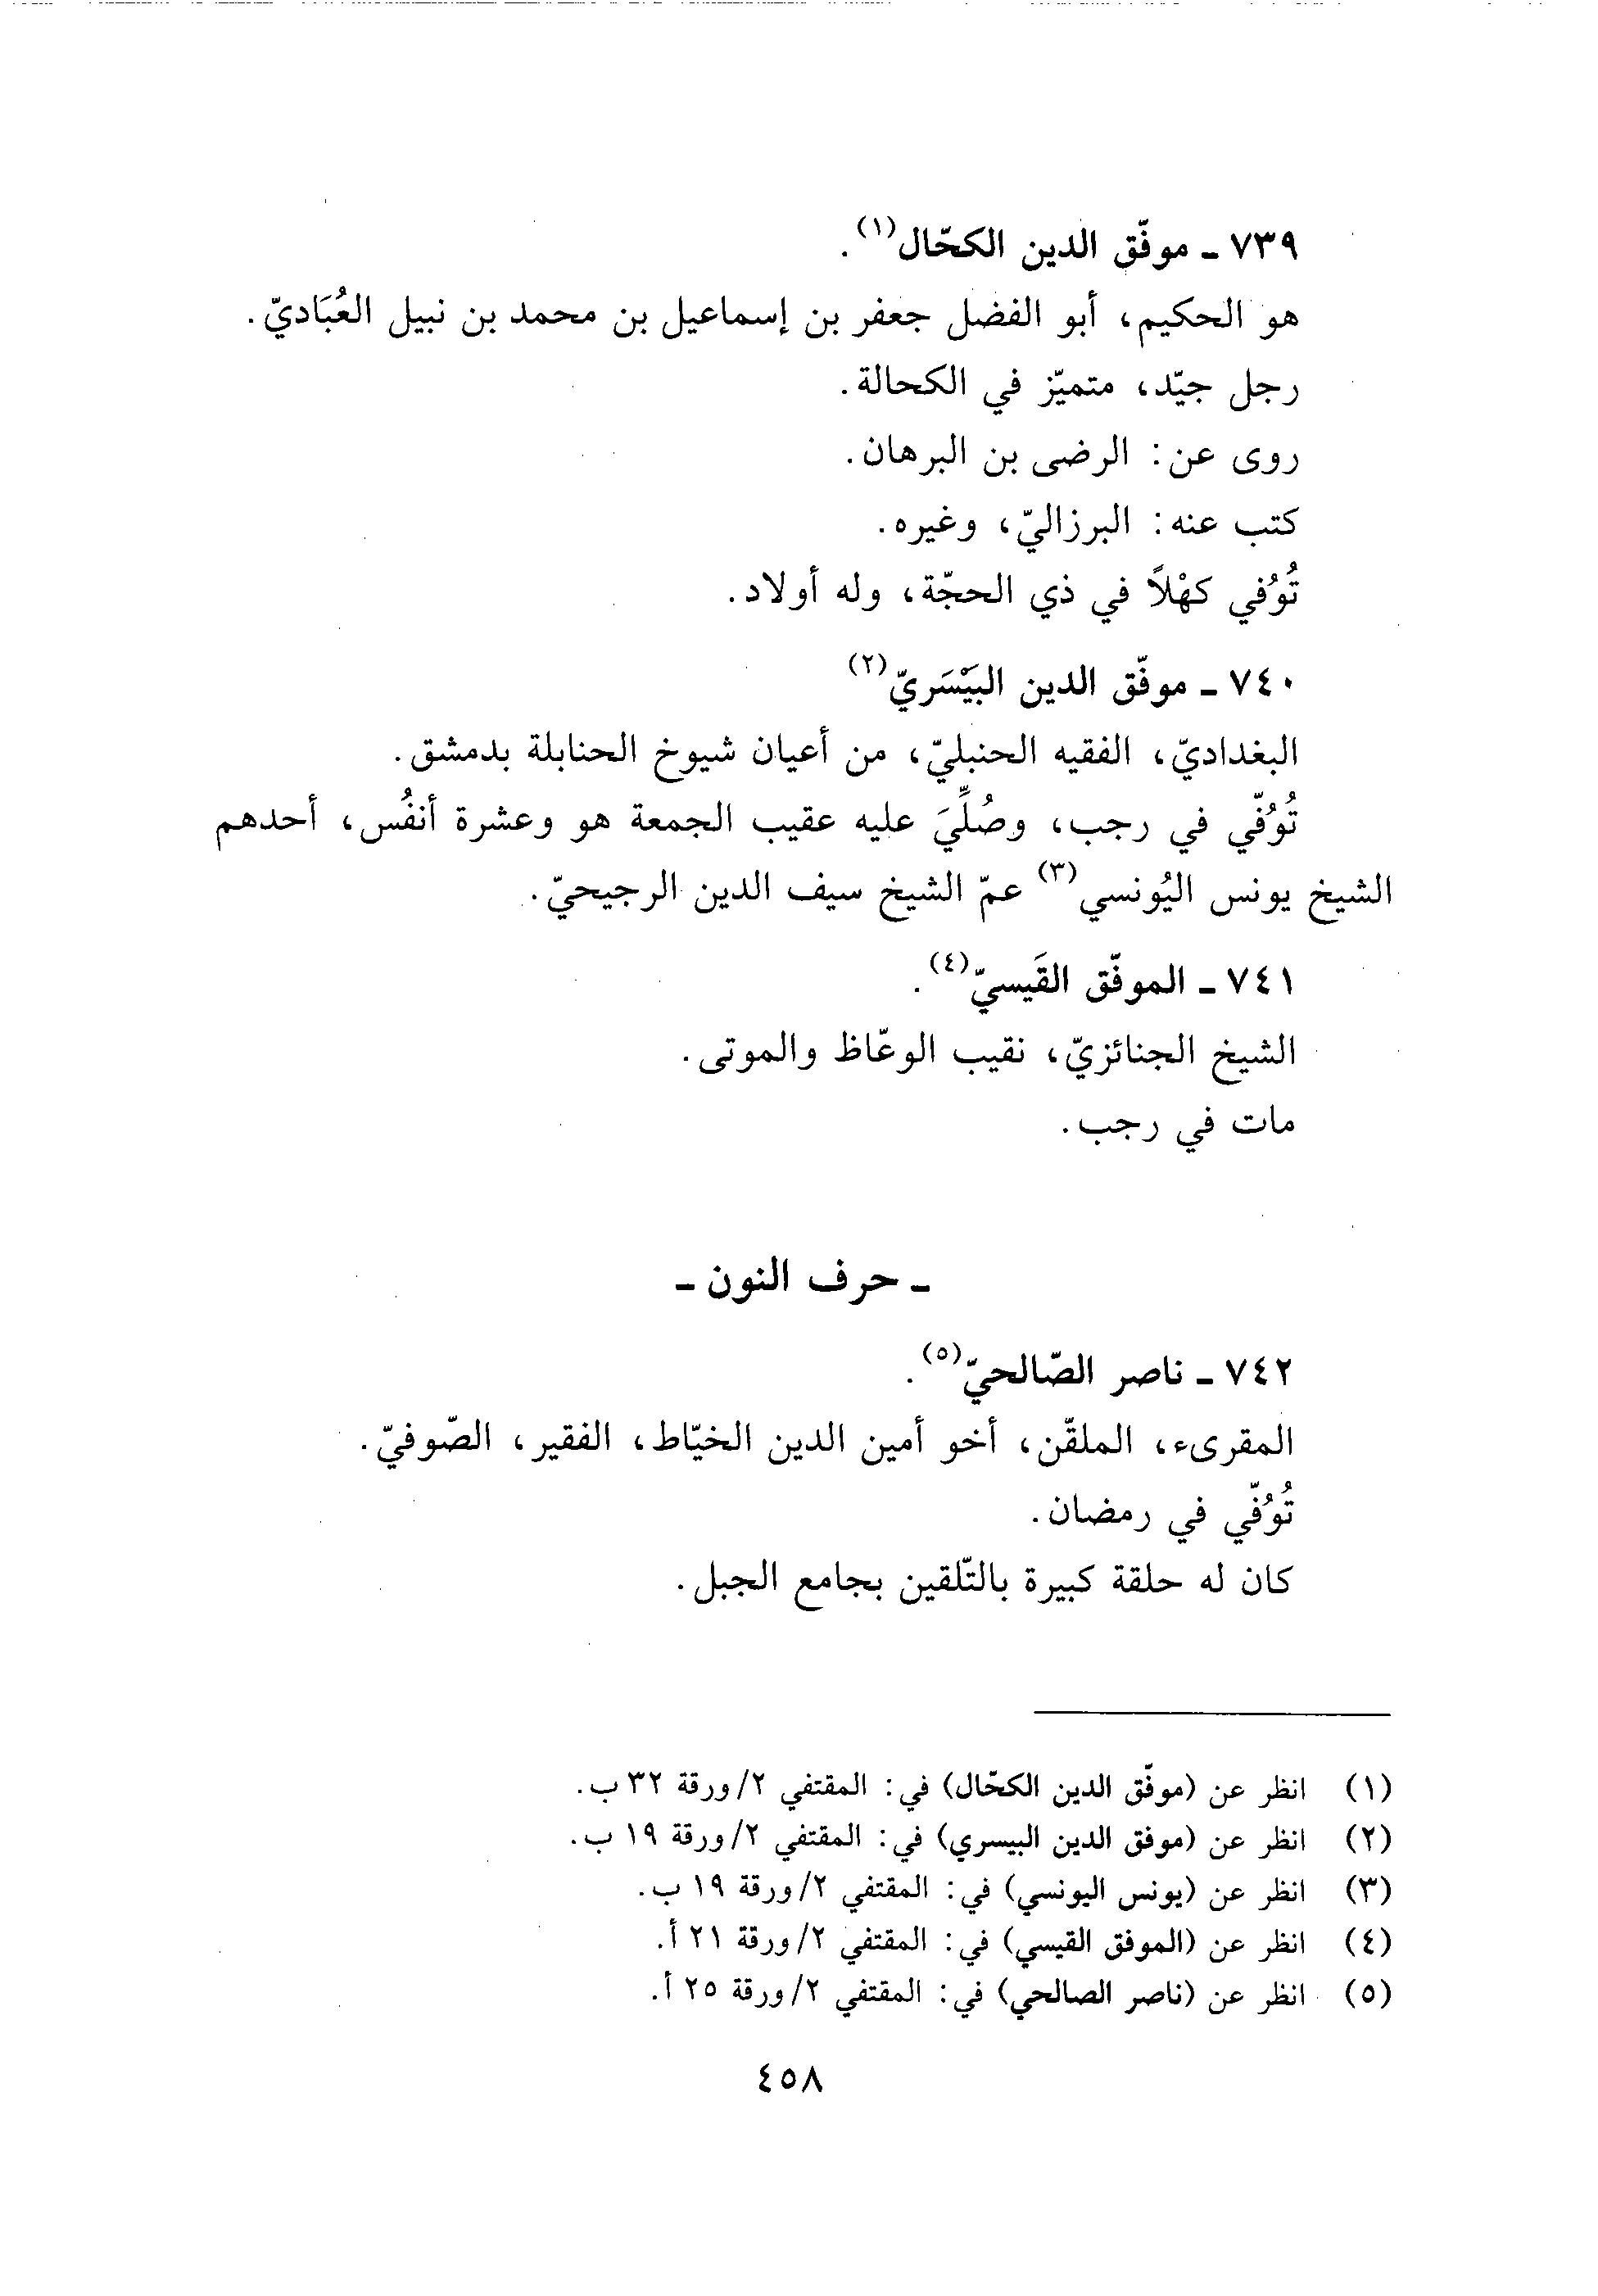 ٧٣٩ ـ موفّق الدين الكحّال(١).
هو الحكيم، أبو الفضل جعفر بن إسماعيل بن محمد بن نبيل العُبَاديّ.
رجل جيّد، متميّز في الكحالة.
روى عن: الرضى بن البرهان.
كتب عنه: البرزاليّ، وغيره.
تُوُفي كهْلاً في ذي الحجّة، وله أولاد.
٧٤٠ ـ موفّق الدين البَيْسَريّ(٢)
البغداديّ، الفقيه الحنبليّ، من أعيان شيوخ الحنابلة بدمشق.
تُوُفّي في رجب، وصُلِّيَ عليه عقيب الجمعة هو وعشرة أنفُس، أحدهم
الشيخ يونس اليُونسي(٣) عمّ الشيخ سيف الدين الرجيحيّ.
٧٤١ ـ الموفّق القَيسيّ(٤).
الشيخ الجنائزيّ، نقيب الوعّاظ والموتى.
مات في رجب.
ـ حرف النون ـ
٧٤٢ ـ ناصر الصّالحيّ(٥).
المقرىء، الملقّن، أخو أمين الدين الخيّاط، الفقير، الصّوفيّ.
تُوُفّي في رمضان.
كان له حلقة كبيرة بالتّلقين بجامع الجبل.
(١) انظر عن (موفّق الدين الكحّال) في: المقتفي ٢/ورقة ٣٢ ب.
(٢) انظر عن (موفق الدين البيسري) في: المقتفي ٢/ورقة ١٩ ب.
(٣) انظر عن (يونس اليونسي) في: المقتفي ٢/ورقة ١٩ ب.
(٤) انظر عن (الموفق القيسي) في: المقتفي ٢/ورقة ٢١ أ.
(٥) انظر عن (ناصر الصالحي) في: المقتفي ٢/ورقة ٢٥ أ.
٤٥٨